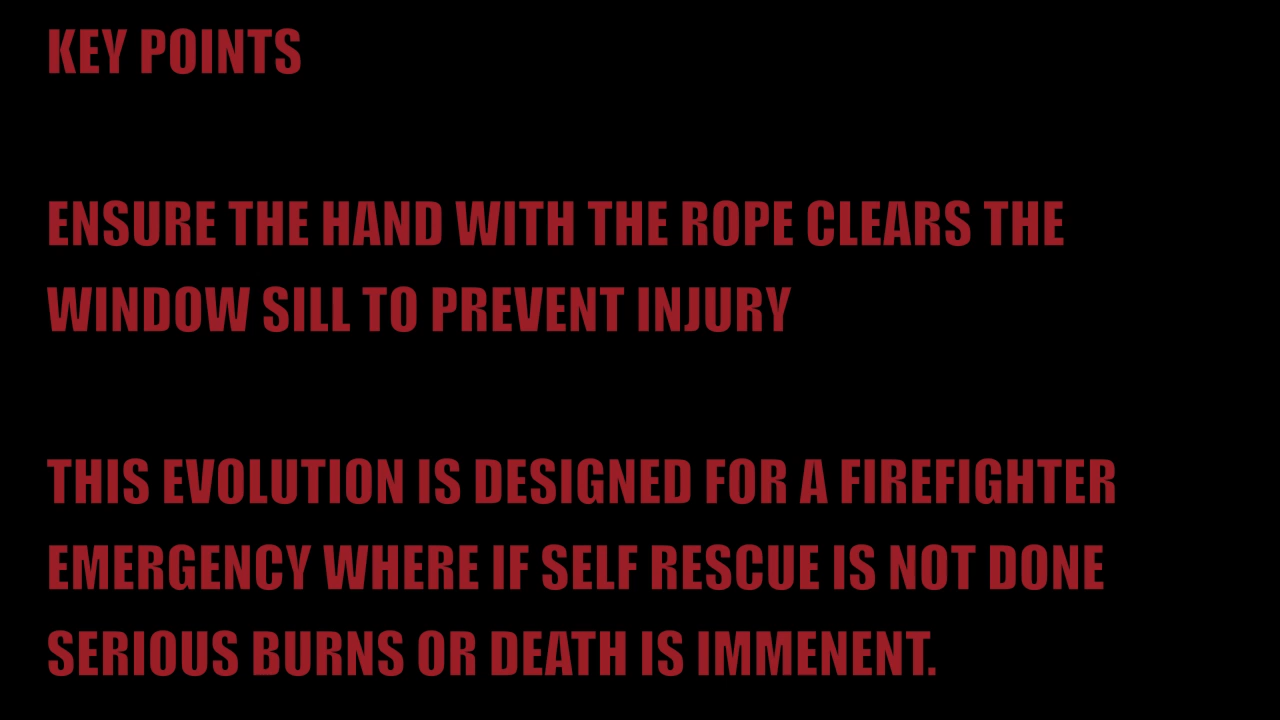 KEY POINTS
ENSURE THE HAND WITH THE ROPE CLEARS THE
WINDOW SILL TO PREVENT INJURY
THIS EVOLUTION IS DESIGNED FOR A FIREFIGHTER
EMERGENCY WHERE IF SELF RESCUE IS NOT DONE
SERIOUS BURNS OR DEATH IS IMMENENT.